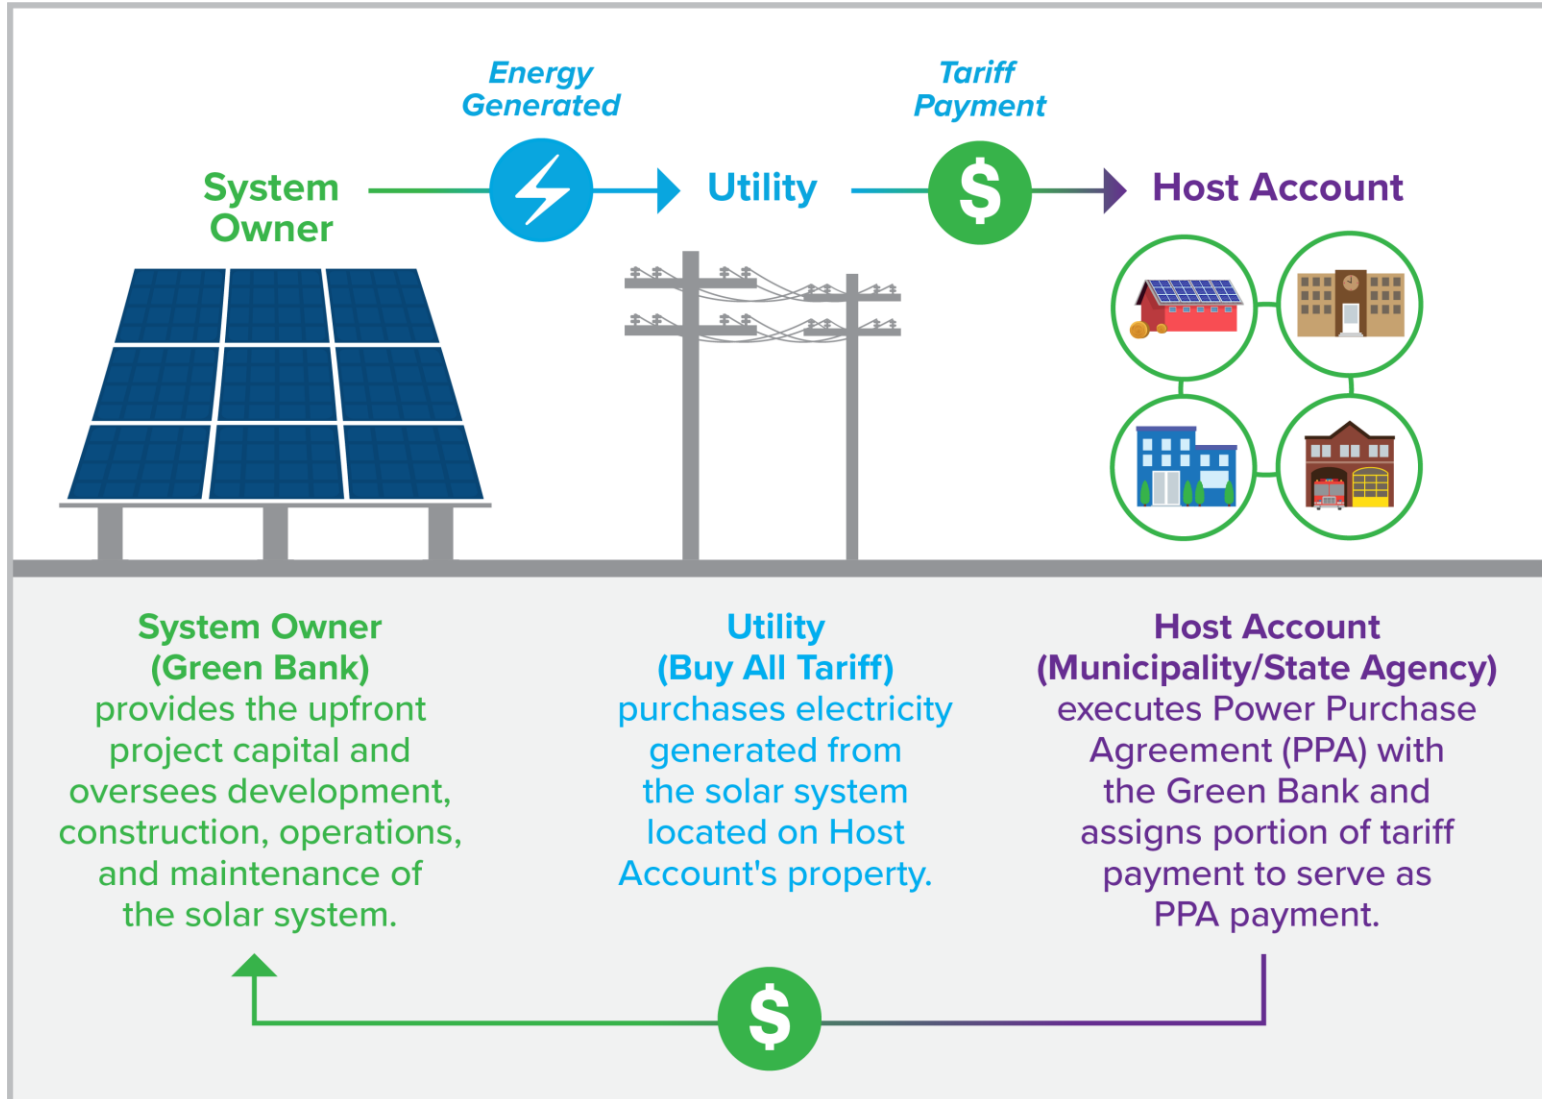 Energy
Generated
Tariff
Payment
System
Owner
Utility
Host Account
$
System Owner
(Green Bank)
provides the upfront
project capital and
oversees development,
construction, operations,
and maintenance of
the solar system.
Utility
(Buy All Tariff)
purchases electricity
generated from
the solar system
located on Host
Account's property.
Host Account
(Municipality/State Agency)
executes Power Purchase
Agreement (PPA) with
the Green Bank and
assigns portion of tariff
payment to serve as
PPA payment.
$